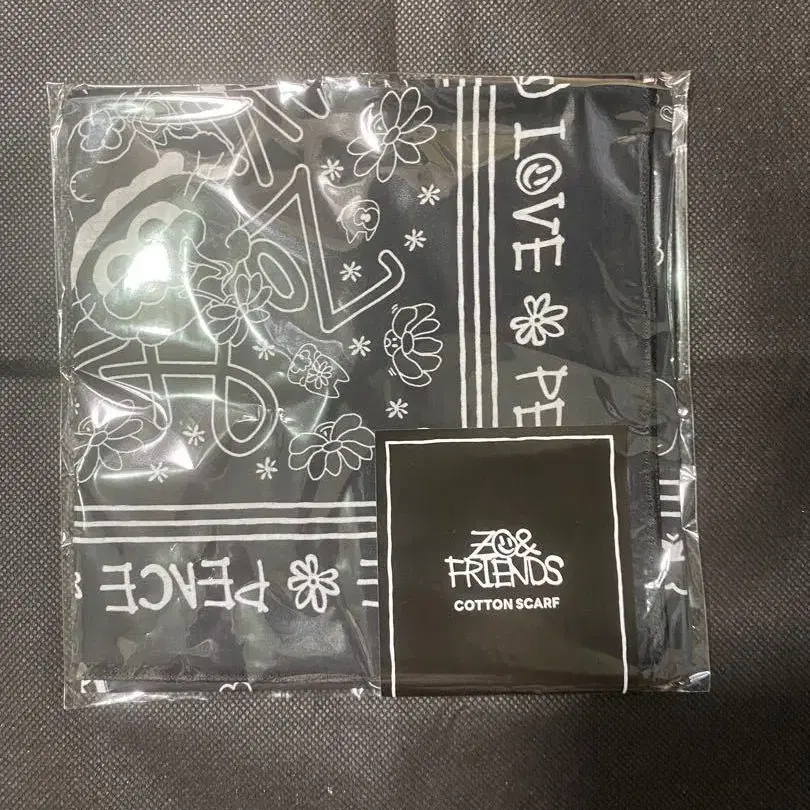 LOVE
PE
PEACE
ZO&
FRIENDS
COTTON SCARF